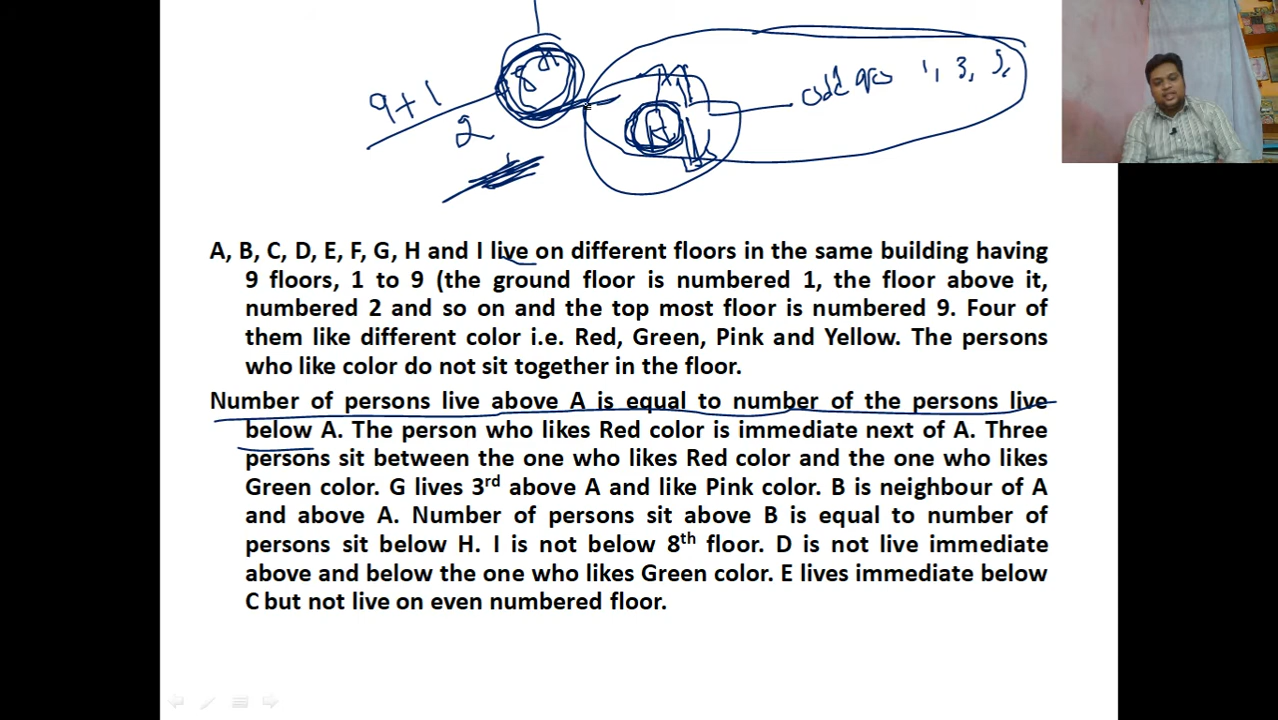 9+1
2
odd nos 1, 3, 5,
A, B, C, D, E, F, G, H and I live on different floors in the same building having
9 floors, 1 to 9 (the ground floor is numbered 1, the floor above it,
numbered 2 and so on and the top most floor is numbered 9. Four of
them like different color i.e. Red, Green, Pink and Yellow. The persons
who like color do not sit together in the floor.
Number of persons live above A is equal to number of the persons live
below A. The person who likes Red color is immediate next of A. Three
persons sit between the one who likes Red color and the one who likes
Green color. G lives 3rd above A and like Pink color. B is neighbour of A
and above A. Number of persons sit above B is equal to number of
persons sit below H. I is not below 8th floor. D is not live immediate
above and below the one who likes Green color. E lives immediate below
C but not live on even numbered floor.